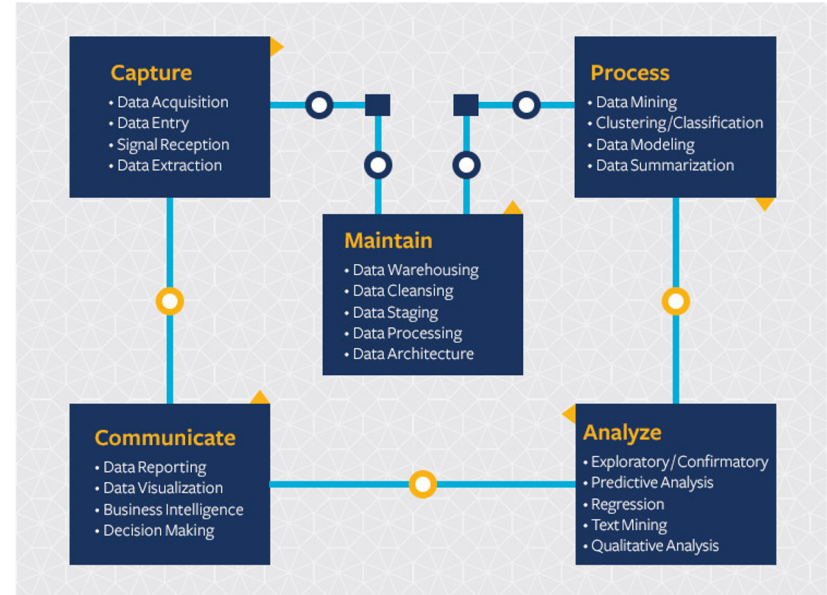 Capture
• Data Acquisition
• Data Entry
• Signal Reception
• Data Extraction
Process
• Data Mining
• Clustering/Classification
• Data Modeling
• Data Summarization
Maintain
• Data Warehousing
• Data Cleansing
• Data Staging
• Data Processing
• Data Architecture
Communicate
• Data Reporting
• Data Visualization
• Business Intelligence
• Decision Making
Analyze
• Exploratory/Confirmatory
• Predictive Analysis
• Regression
• Text Mining
• Qualitative Analysis